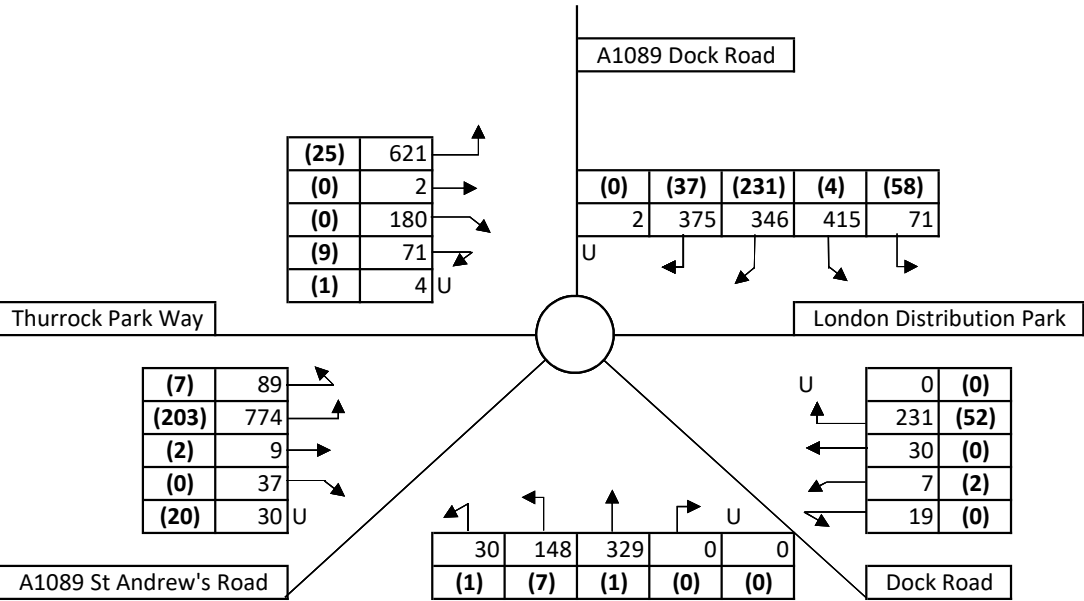 A1089 Dock Road
(25) 621
(0) 2
(0) 180
(9) 71
(1) 4 U
(0) (37) (231) (4) (58)
2 375 346 415 71
U
Thurrock Park Way
London Distribution Park
(7) 89
(203) 774
(2) 9
(0) 37
(20) 30 U
U 0 (0)
231 (52)
30 (0)
7 (2)
19 (0)
U
30 148 329 0 0
(1) (7) (1) (0) (0)
A1089 St Andrew's Road
Dock Road